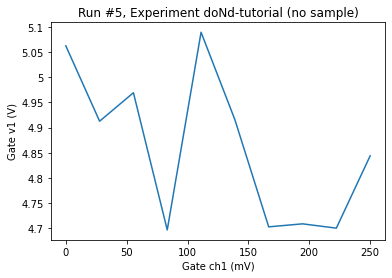 Run #5, Experiment doNd-tutorial (no sample)
5.1
5.05
5
4.95
4.9
4.85
4.8
4.75
4.7
Gate v1 (V)
0 50 100 150 200 250
Gate ch1 (mV)